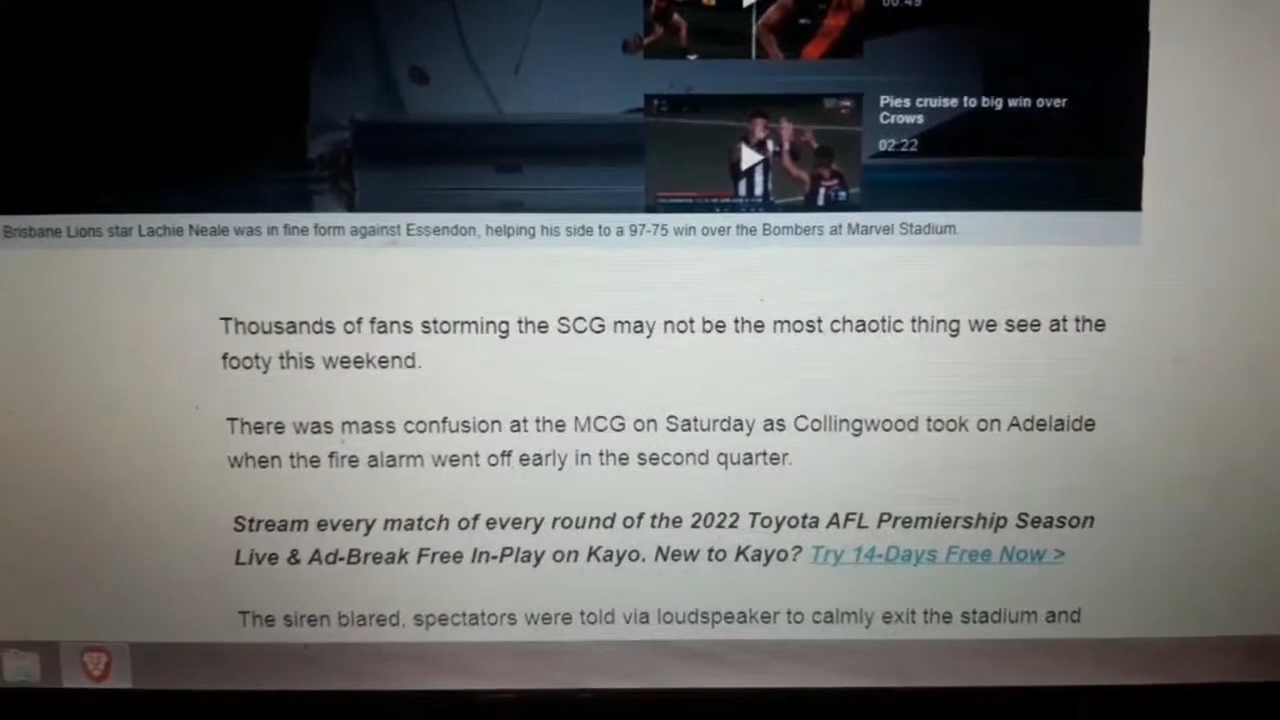 00:49
Pies cruise to big win over
Crows
02:22
Brisbane Lions star Lachie Neale was in fine form against Essendon, helping his side to a 97-75 win over the Bombers at Marvel Stadium.
Thousands of fans storming the SCG may not be the most chaotic thing we see at the
footy this weekend.
There was mass confusion at the MCG on Saturday as Collingwood took on Adelaide
when the fire alarm went off early in the second quarter.
Stream every match of every round of the 2022 Toyota AFL Premiership Season
Live & Ad-Break Free In-Play on Kayo. New to Kayo? Try 14-Days Free Now >
The siren blared, spectators were told via loudspeaker to calmly exit the stadium and